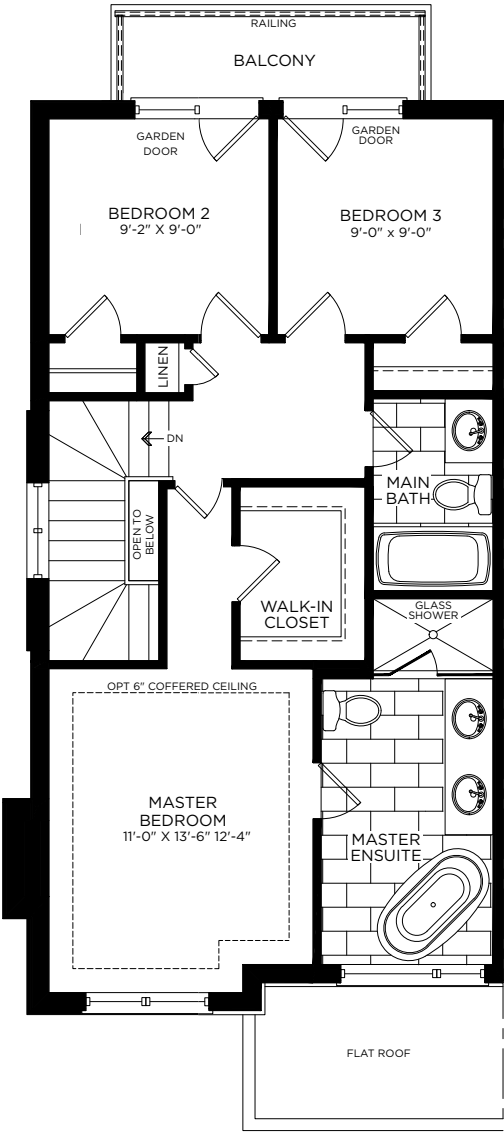 RAILING
BALCONY
GARDEN
DOOR
GARDEN
DOOR
BEDROOM 2
9'-2" X 9'-0"
BEDROOM 3
9'-0" x 9'-0"
LINEN
DN
OPEN TO
BELOW
MAIN
BATH
WALK-IN
CLOSET
GLASS
SHOWER
OPT 6" COFFERED CEILING
MASTER
BEDROOM
11'-0" X 13'-6" 12'-4"
MASTER
ENSUITE
FLAT ROOF